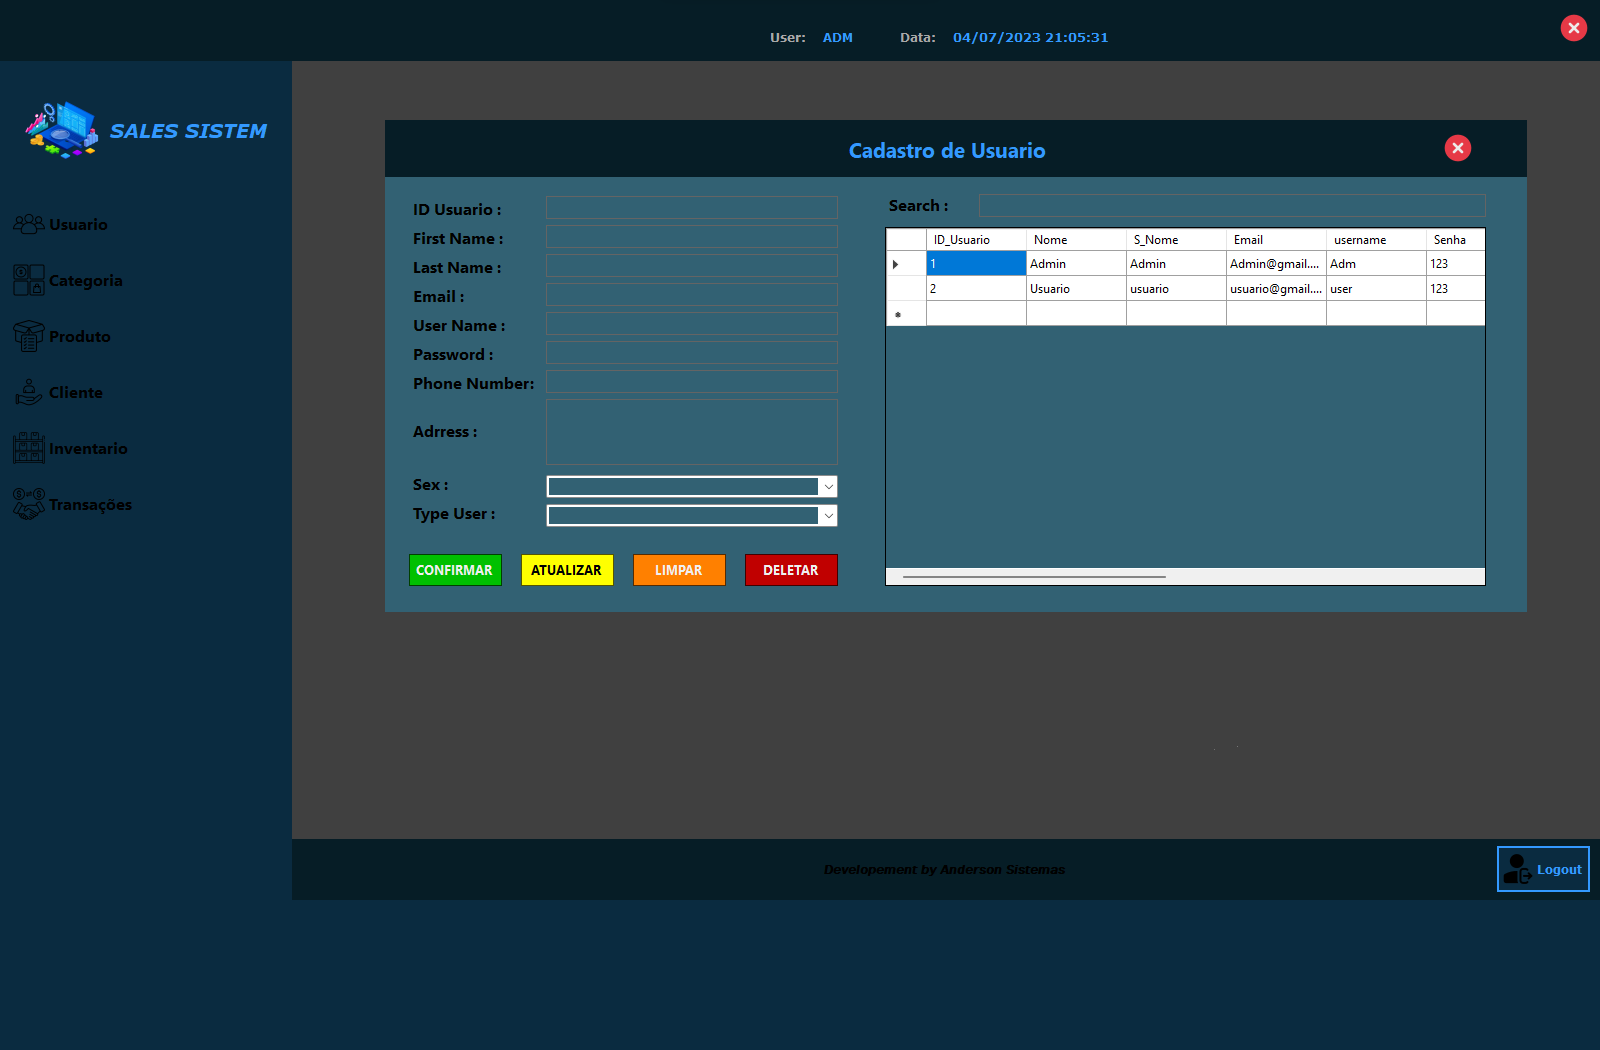 User: ADM Data: 04/07/2023 21:05:31
SALES SISTEM
Usuario
Categoria
Produto
Cliente
Inventario
Transações
Cadastro de Usuario
ID Usuario :
First Name :
Last Name :
Email :
User Name :
Password :
Phone Number:
Adrress :
Sex :
Type User :
CONFIRMAR ATUALIZAR LIMPAR DELETAR
Search :
ID_Usuario Nome S_Nome Email username Senha
1 Admin Admin Admin@gmail.... Adm 123
2 Usuario usuario usuario@gmail.... user 123
Developement by Anderson Sistemas
Logout